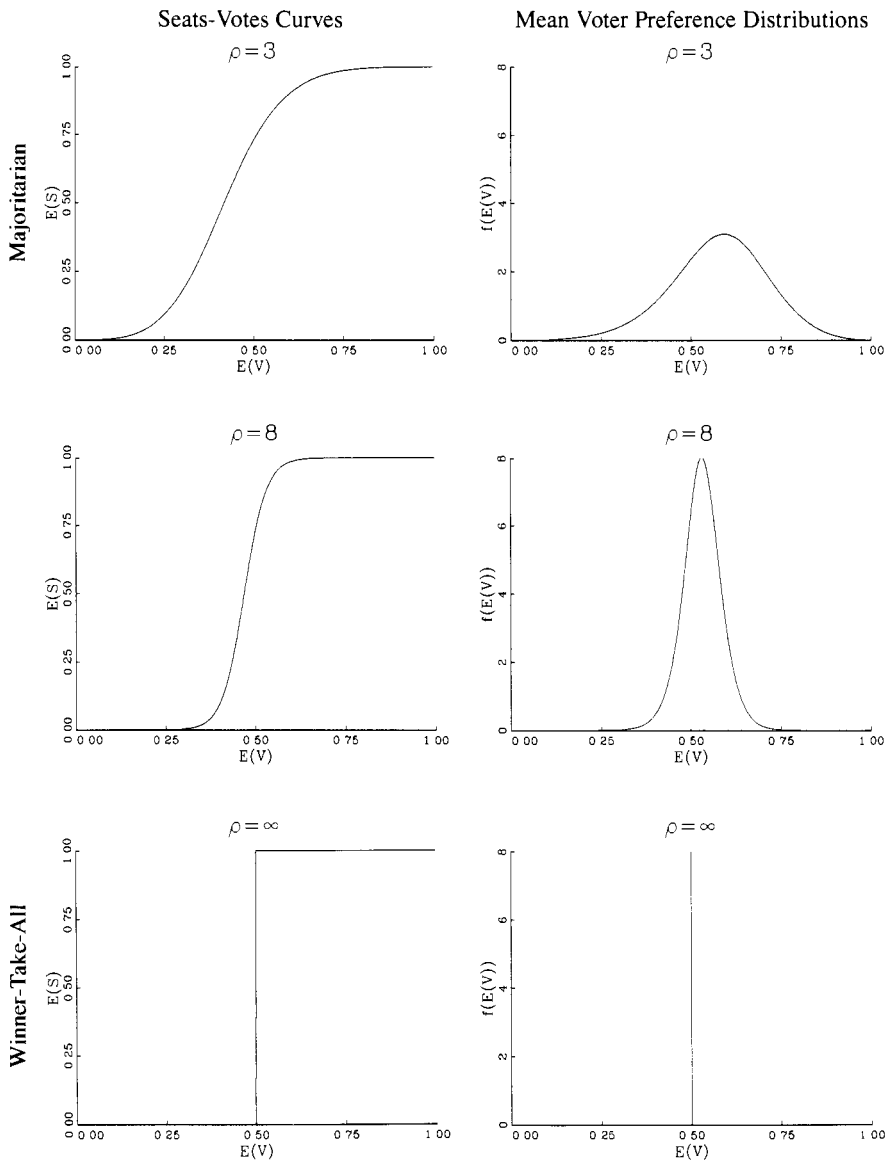 Seats-Votes Curves
Mean Voter Preference Distributions
Majoritarian
ρ=3
E(S)
1 00
0 75
0 50
0 25
0 00
0 00 0 25 0 50 0 75 1 00
E(V)
ρ=3
f(E(V))
8
6
4
2
0
0 00 0 25 0 50 0 75 1 00
E(V)
ρ=8
E(S)
1 00
0 75
0 50
0 25
0 00
0 00 0 25 0 50 0 75 1 00
E(V)
ρ=8
f(E(V))
8
6
4
2
0
0 00 0 25 0 50 0 75 1 00
E(V)
Winner-Take-All
ρ=∞
E(S)
1 00
0 75
0 50
0 25
0 00
0 00 0 25 0 50 0 75 1 00
E(V)
ρ=∞
f(E(V))
8
6
4
2
0
0 00 0 25 0 50 0 75 1 00
E(V)